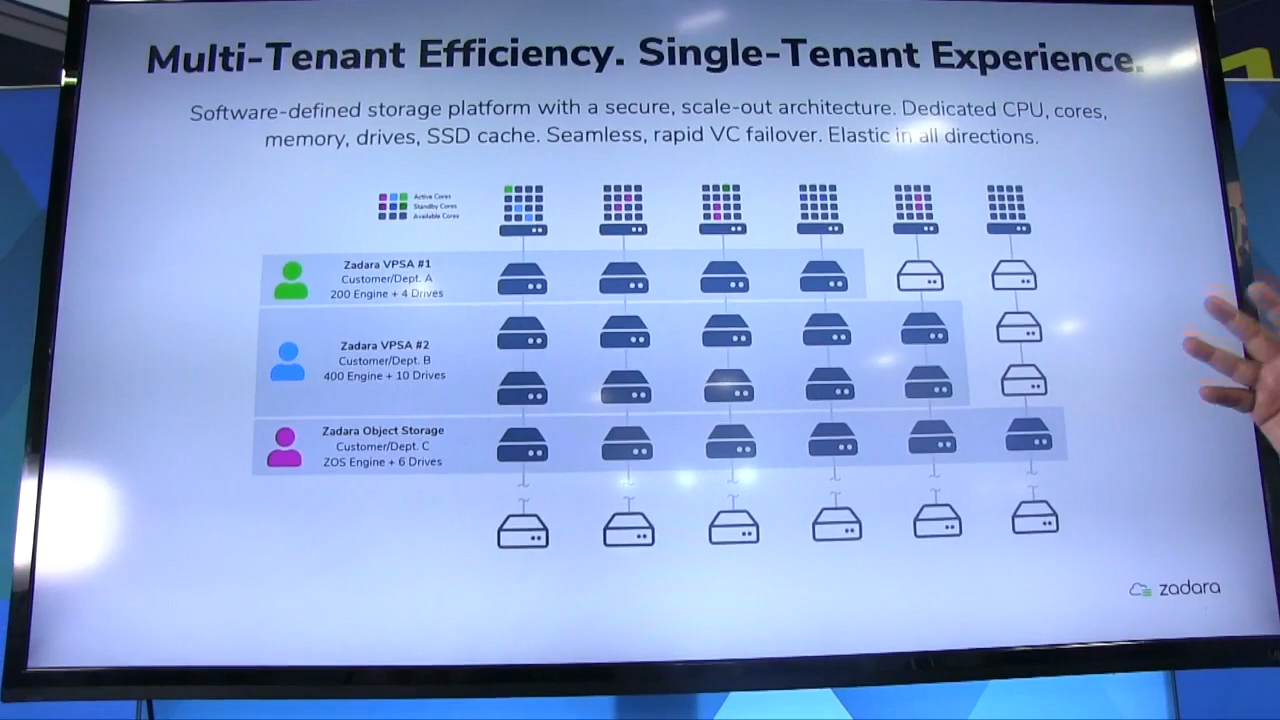 Multi-Tenant Efficiency. Single-Tenant Experience.
Software-defined storage platform with a secure, scale-out architecture. Dedicated CPU, cores,
memory, drives, SSD cache. Seamless, rapid VC failover. Elastic in all directions.
Active Cores
Standby Cores
Available Cores
Zadara VPSA #1
Customer/Dept. A
200 Engine + 4 Drives
Zadara VPSA #2
Customer/Dept. B
400 Engine + 10 Drives
Zadara Object Storage
Customer/Dept. C
ZOS Engine + 6 Drives
zadara